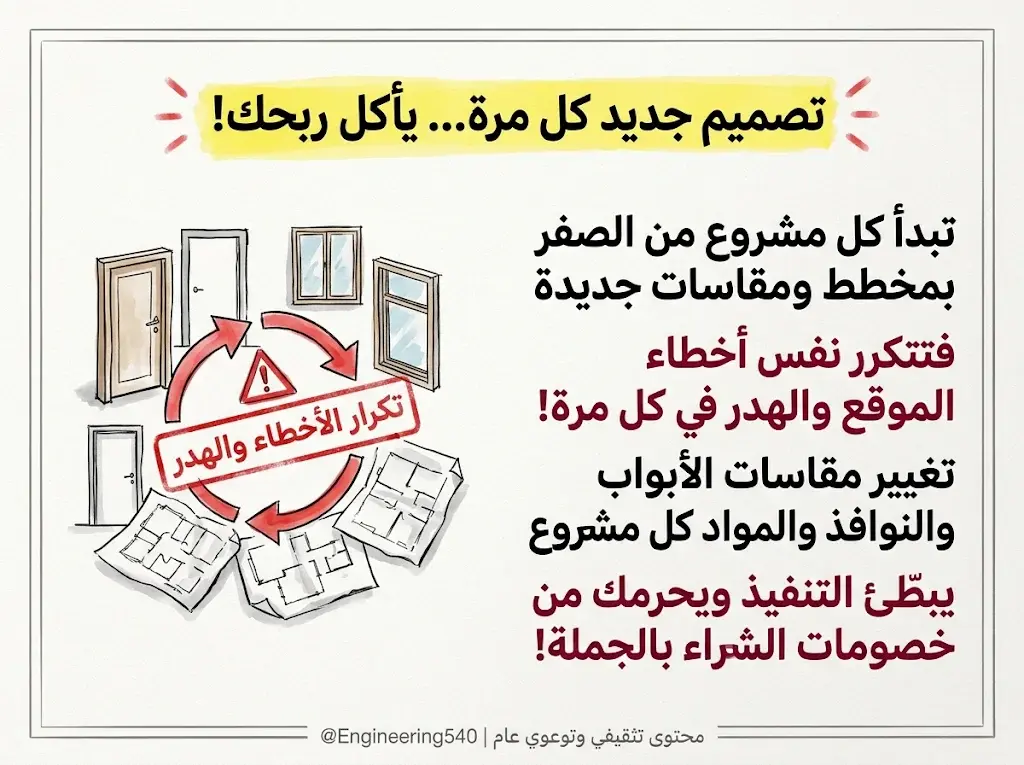 تصميم جديد كل مرة... يأكل ربحك!
تبدأ كل مشروع من الصفر
بمخطط ومقاسات جديدة
فتتكرر نفس أخطاء
الموقع والهدر في كل مرة!
تغيير مقاسات الأبواب
والنوافذ والمواد كل مشروع
يبطّئ التنفيذ ويحرمك من
خصومات الشراء بالجملة!
تكرار الأخطاء والهدر
محتوى تثقيفي وتوعوي عام | @Engineering540